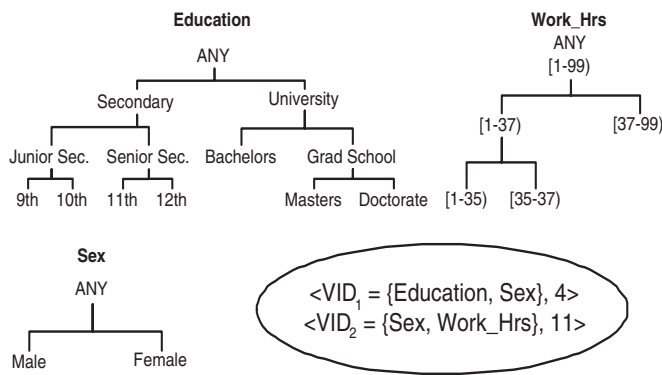 Education
ANY
Secondary University
Junior Sec. Senior Sec. Bachelors Grad School
9th 10th 11th 12th Masters Doctorate
Work_Hrs
ANY
[1-99)
[1-37) [37-99)
[1-35) [35-37)
Sex
ANY
Male Female
<VID1 = {Education, Sex}, 4>
<VID2 = {Sex, Work_Hrs}, 11>